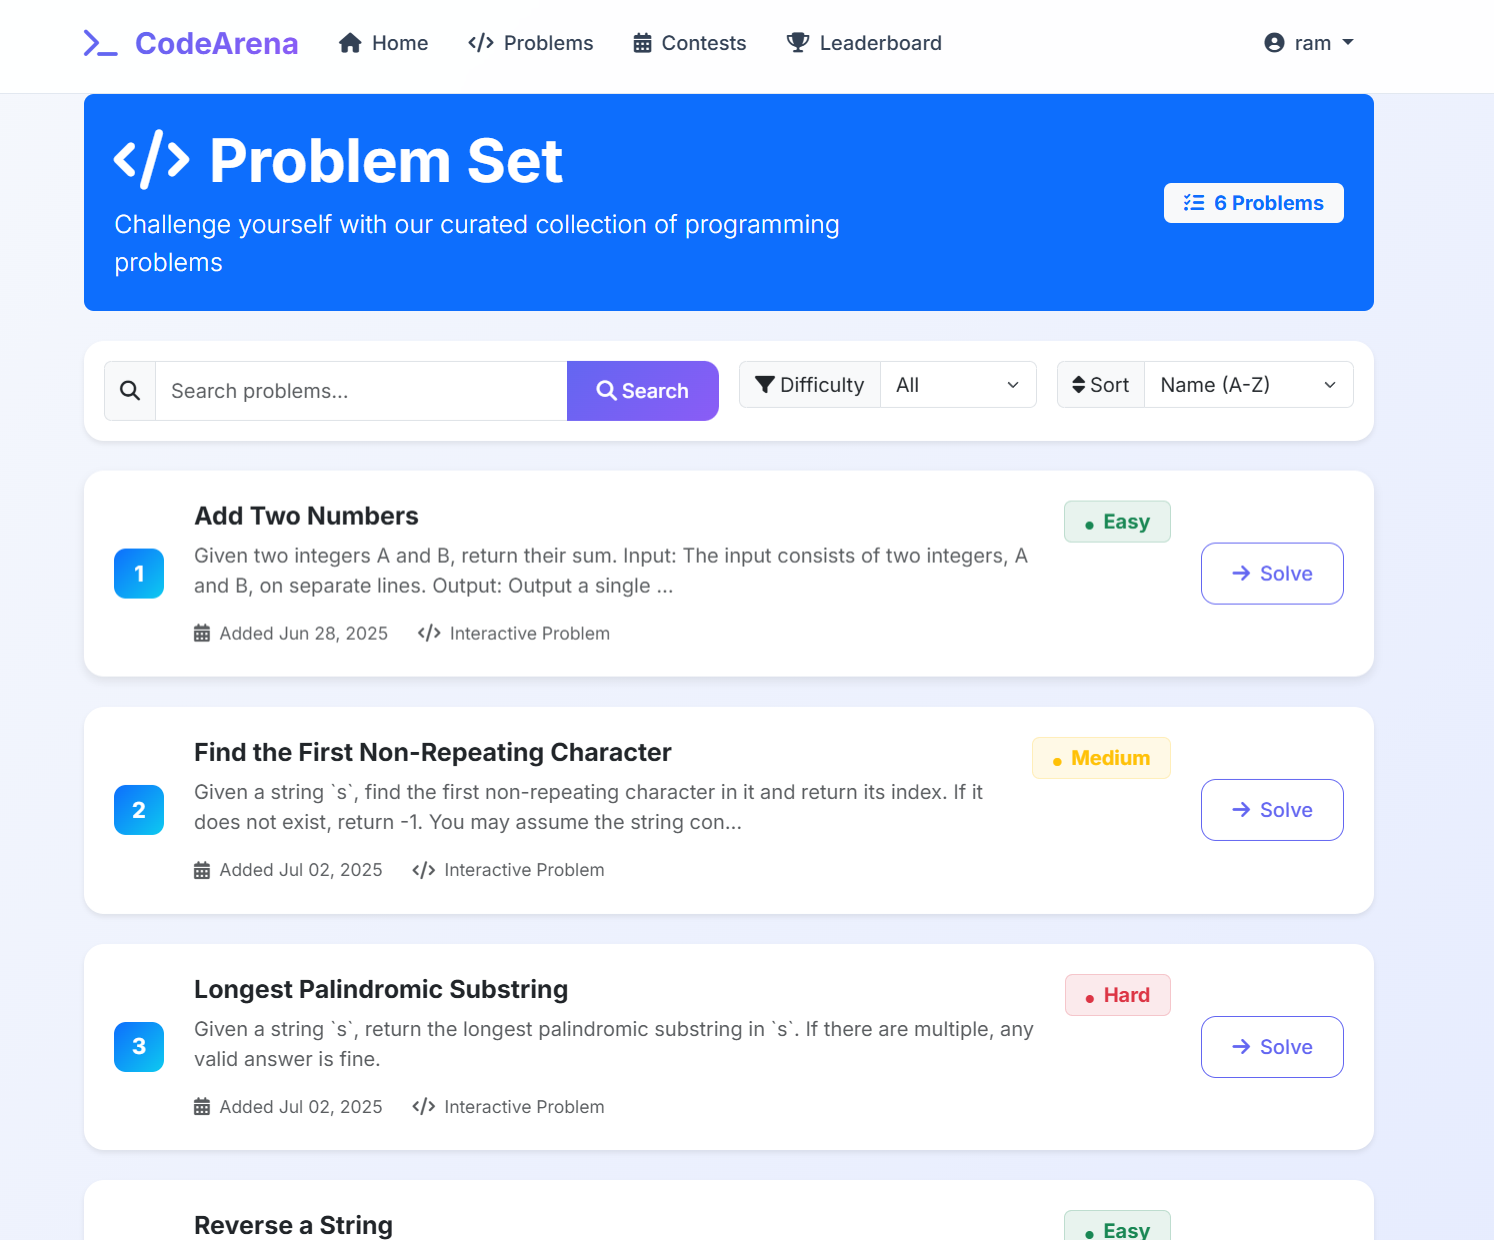 CodeArena Home Problems Contests Leaderboard ram
Problem Set
Challenge yourself with our curated collection of programming
problems
6 Problems
Search problems... Search Difficulty All Sort Name (A-Z)
Add Two Numbers
Easy
Given two integers A and B, return their sum. Input: The input consists of two integers, A
and B, on separate lines. Output: Output a single ...
1
Solve
Added Jun 28, 2025 Interactive Problem
Find the First Non-Repeating Character
Medium
Given a string `s`, find the first non-repeating character in it and return its index. If it
does not exist, return -1. You may assume the string con...
2
Solve
Added Jul 02, 2025 Interactive Problem
Longest Palindromic Substring
Hard
Given a string `s`, return the longest palindromic substring in `s`. If there are multiple, any
valid answer is fine.
3
Solve
Added Jul 02, 2025 Interactive Problem
Reverse a String
Easy